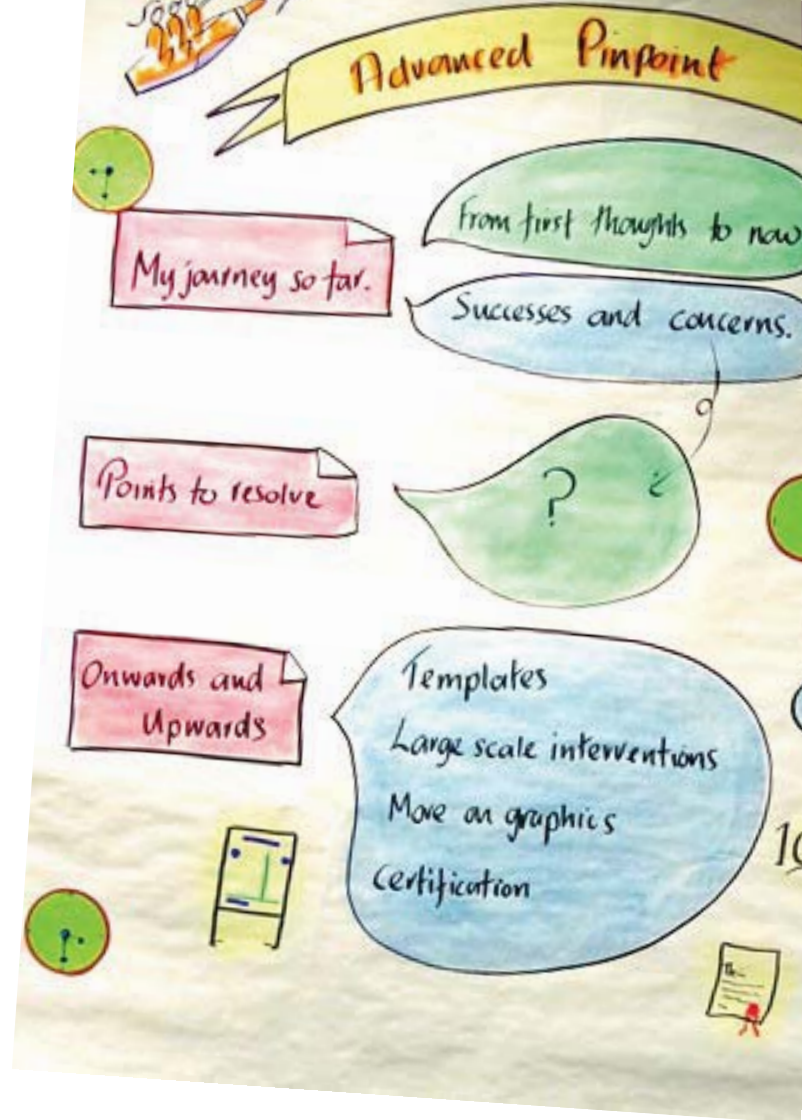 Advanced Pinpoint
From first thoughts to now
My journey so far.
Successes and concerns.
Points to resolve
?
Onwards and
Upwards
Templates
Large scale interventions
More on graphics
Certification